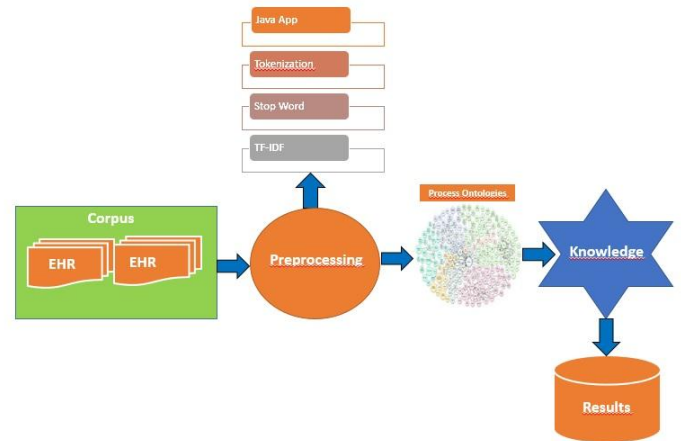 Java App
Tokenization
Stop Word
TF-IDF
Process Ontologies
Corpus
EHR
EHR
Preprocessing
Knowledge
Results